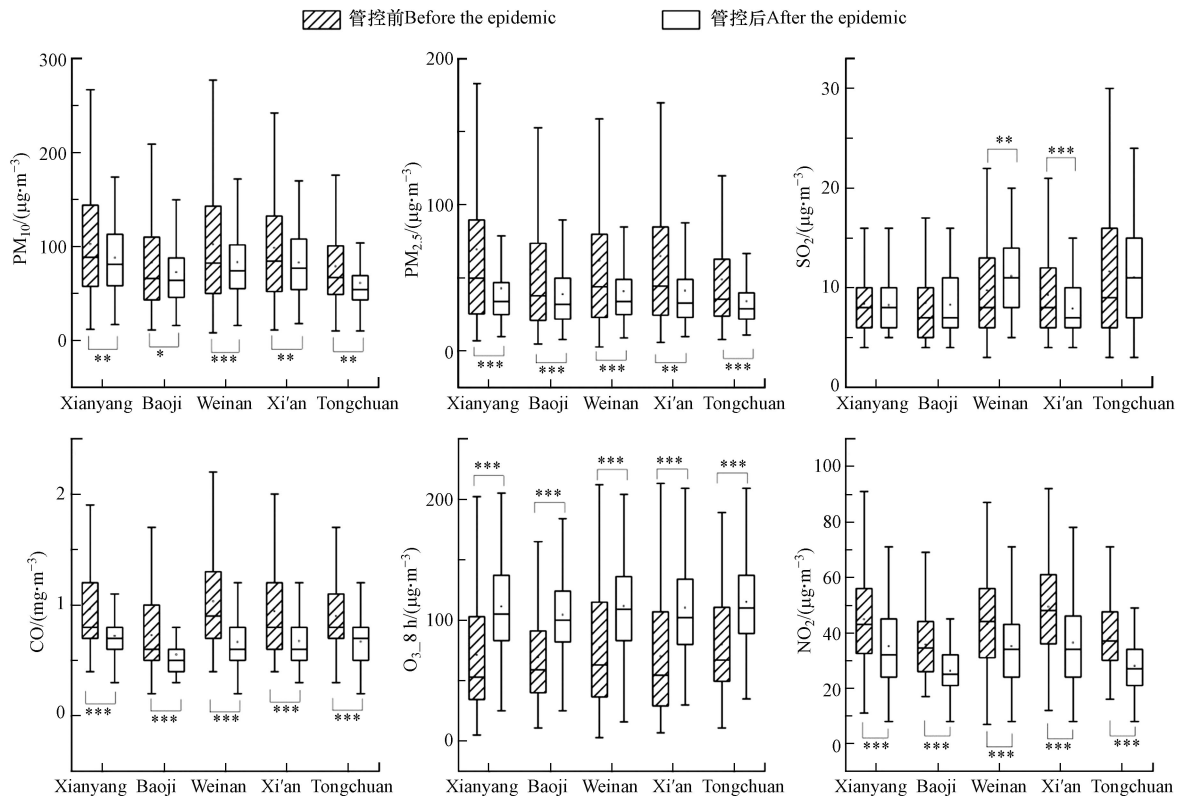 管控前Before the epidemic
管控后After the epidemic
PM10/(μg·m−3)
300
200
100
0
**
*
***
**
**
Xianyang
Baoji
Weinan
Xi'an
Tongchuan
PM2.5/(μg·m−3)
200
100
0
***
***
***
**
***
Xianyang
Baoji
Weinan
Xi'an
Tongchuan
SO2/(μg·m−3)
30
20
10
0
**
***
Xianyang
Baoji
Weinan
Xi'an
Tongchuan
CO/(mg·m−3)
2
1
0
***
***
***
***
***
Xianyang
Baoji
Weinan
Xi'an
Tongchuan
O3_8 h/(μg·m−3)
200
100
0
***
***
***
***
***
Xianyang
Baoji
Weinan
Xi'an
Tongchuan
NO2/(μg·m−3)
100
80
60
40
20
0
***
***
***
***
***
Xianyang
Baoji
Weinan
Xi'an
Tongchuan